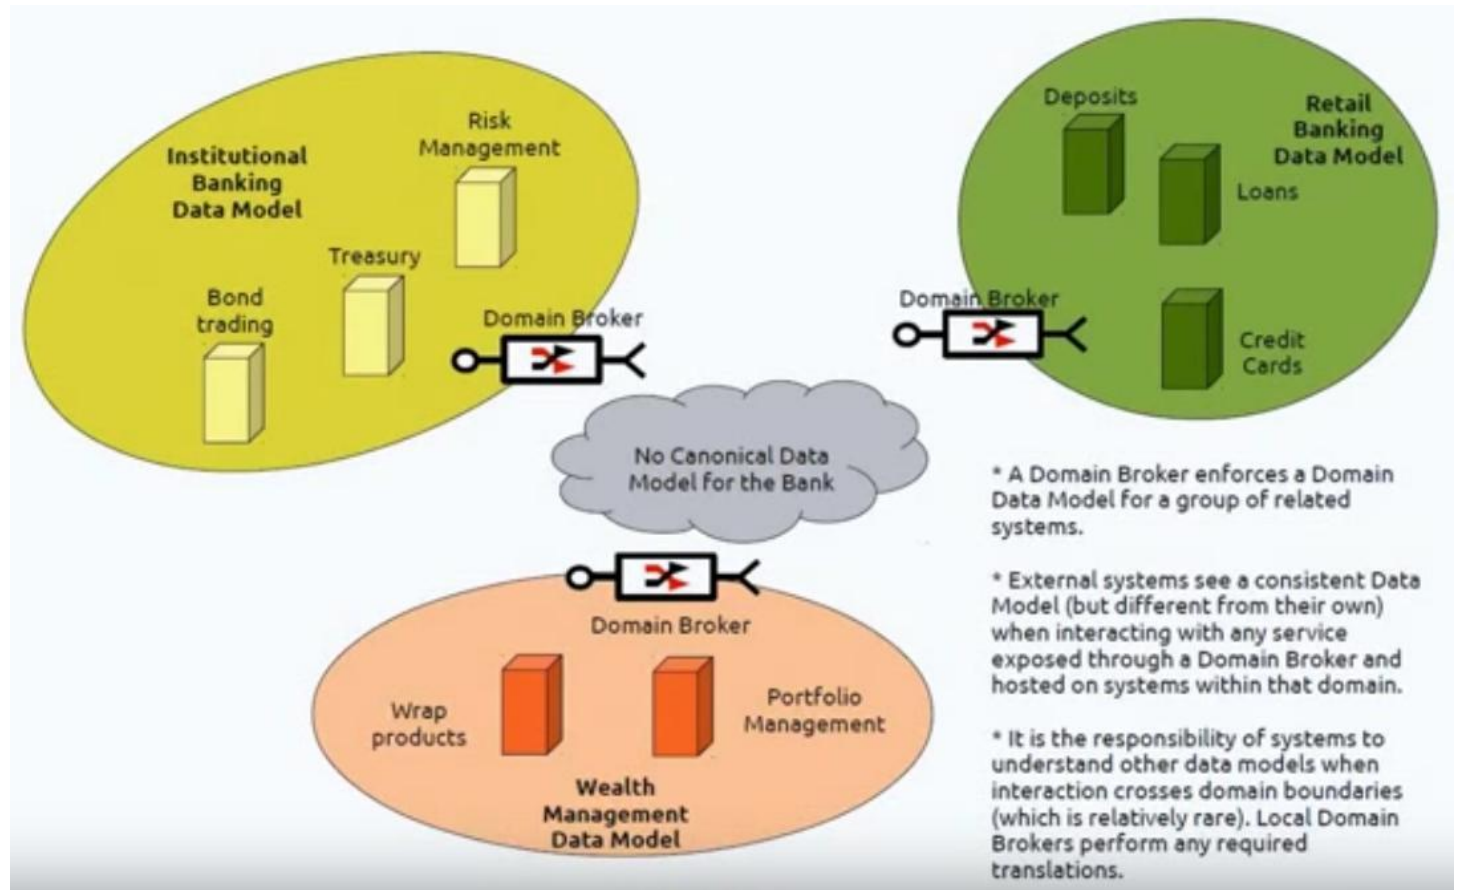 Institutional
Banking
Data Model
Risk
Management
Treasury
Bond
trading
Domain Broker
Deposits
Retail
Banking
Data Model
Loans
Domain Broker
Credit
Cards
No Canonical Data
Model for the Bank
Domain Broker
Wrap
products
Portfolio
Management
Wealth
Management
Data Model
* A Domain Broker enforces a Domain
Data Model for a group of related
systems.
* External systems see a consistent Data
Model (but different from their own)
when interacting with any service
exposed through a Domain Broker and
hosted on systems within that domain.
* It is the responsibility of systems to
understand other data models when
interaction crosses domain boundaries
(which is relatively rare). Local Domain
Brokers perform any required
translations.